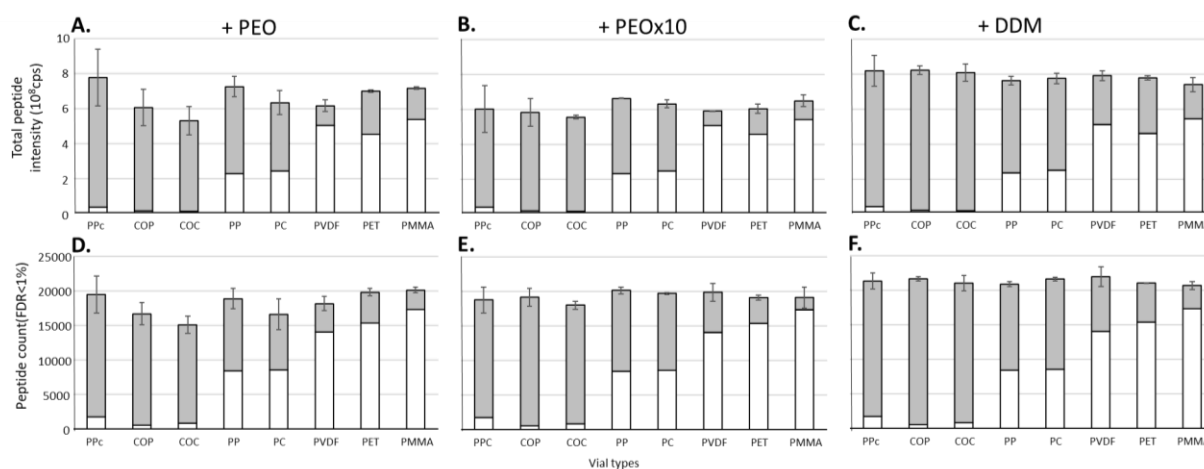 A. + PEO B. + PEOx10 C. + DDM
Total peptide
intensity (10⁸cps)
10
8
6
4
2
0
PPc COP COC PP PC PVDF PET PMMA
PPc COP COC PP PC PVDF PET PMMA
PPc COP COC PP PC PVDF PET PMMA
D. E. F.
Peptide count(FDR<1%)
25000
20000
15000
10000
5000
0
PPc COP COC PP PC PVDF PET PMMA
PPC COP COC PP PC PVDF PET PMMA
PPc COP COC PP PC PVDF PET PMMA
Vial types